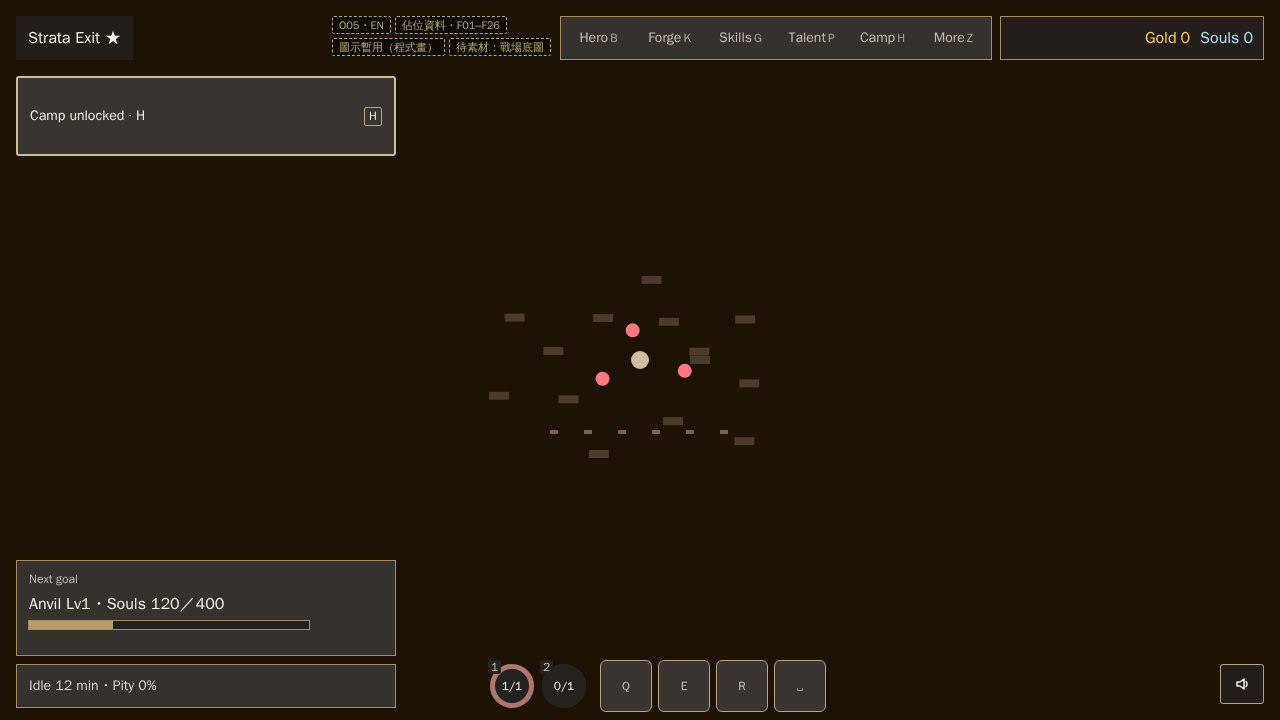 Strata Exit ★
O05・EN
佔位資料・F01–F26
圖示暫用（程式畫）
待素材：戰場底圖
Hero B
Forge K
Skills G
Talent P
Camp H
More Z
Gold 0 Souls 0
Camp unlocked · H
H
Next goal
Anvil Lv1・Souls 120／400
Idle 12 min・Pity 0%
1
1/1
2
0/1
Q
E
R
␣